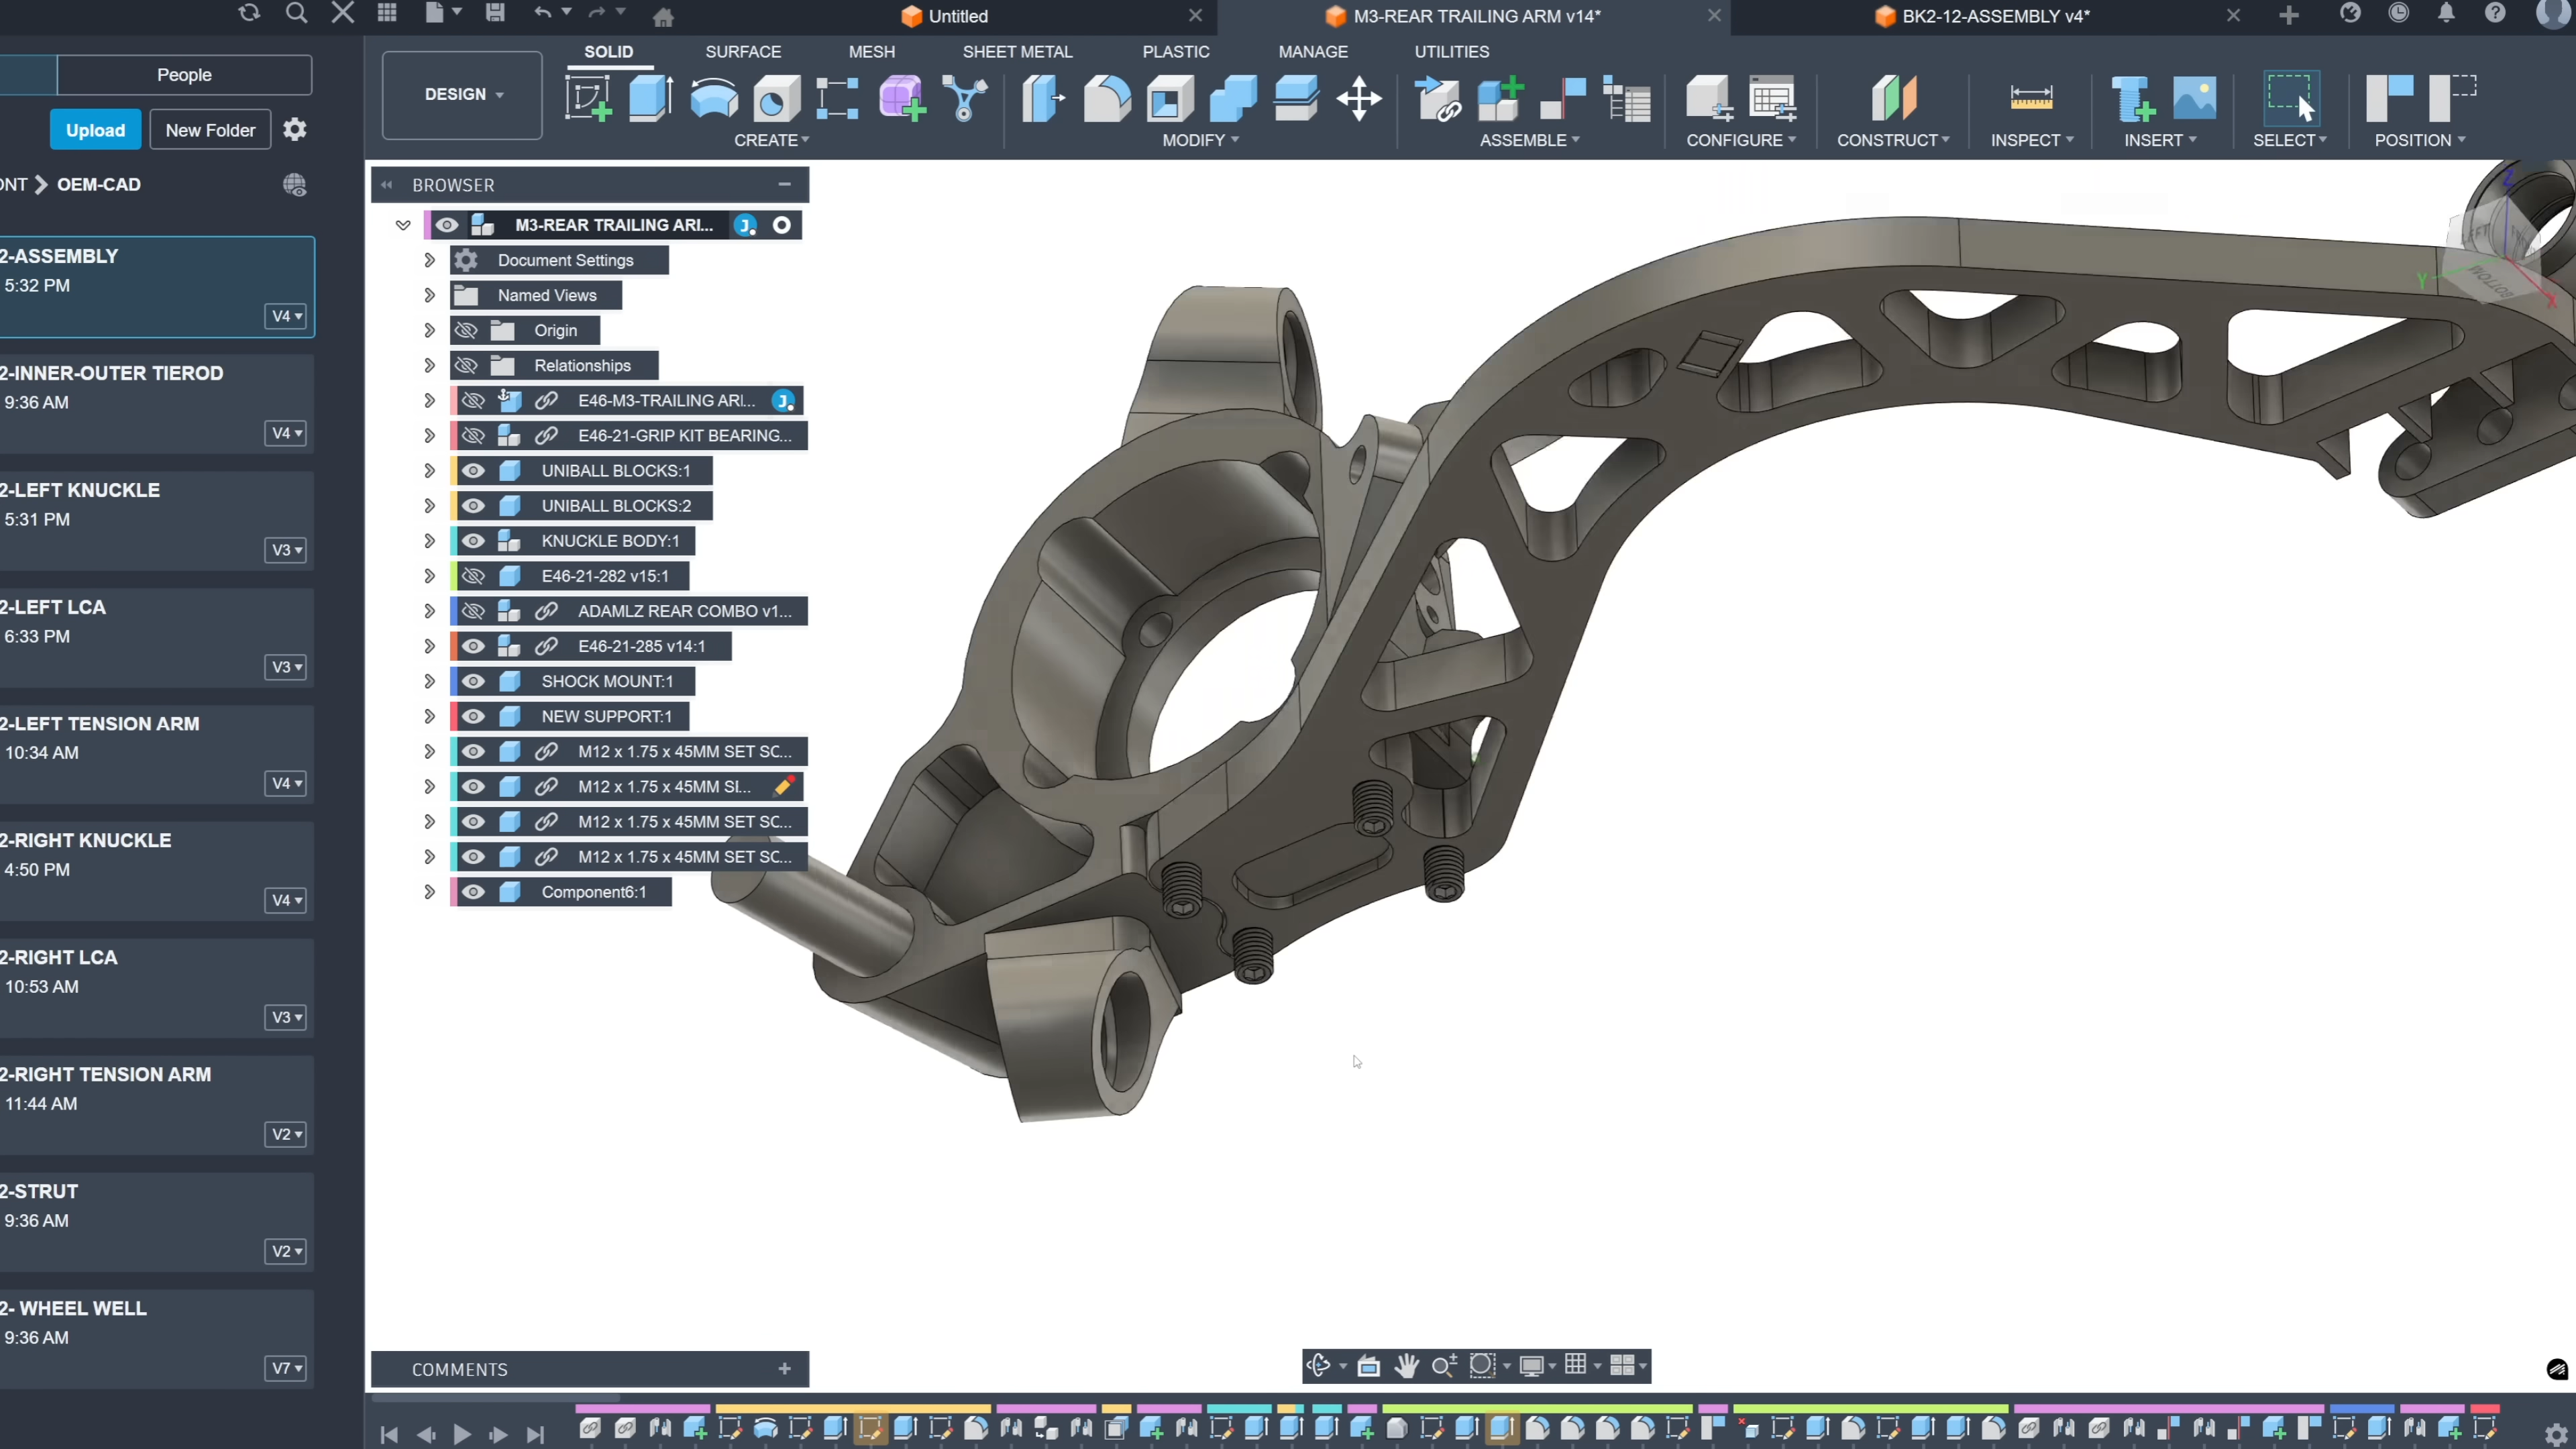 Untitled
M3-REAR TRAILING ARM v14*
BK2-12-ASSEMBLY v4*
People
Upload
New Folder
ONT > OEM-CAD
2-ASSEMBLY
5:32 PM
V4
2-INNER-OUTER TIEROD
9:36 AM
V4
2-LEFT KNUCKLE
5:31 PM
V3
2-LEFT LCA
6:33 PM
V3
2-LEFT TENSION ARM
10:34 AM
V4
2-RIGHT KNUCKLE
4:50 PM
V4
2-RIGHT LCA
10:53 AM
V3
2-RIGHT TENSION ARM
11:44 AM
V2
2-STRUT
9:36 AM
V2
2- WHEEL WELL
9:36 AM
V7
DESIGN
SOLID
SURFACE
MESH
SHEET METAL
PLASTIC
MANAGE
UTILITIES
CREATE
MODIFY
ASSEMBLE
CONFIGURE
CONSTRUCT
INSPECT
INSERT
SELECT
POSITION
BROWSER
M3-REAR TRAILING ARI...
J
Document Settings
Named Views
Origin
Relationships
E46-M3-TRAILING ARI...
J
E46-21-GRIP KIT BEARING...
UNIBALL BLOCKS:1
UNIBALL BLOCKS:2
KNUCKLE BODY:1
E46-21-282 v15:1
ADAMLZ REAR COMBO v1...
E46-21-285 v14:1
SHOCK MOUNT:1
NEW SUPPORT:1
M12 x 1.75 x 45MM SET SC...
M12 x 1.75 x 45MM SI...
M12 x 1.75 x 45MM SET SC...
M12 x 1.75 x 45MM SET SC...
Component6:1
Z
LEFT
Y
BOTTOM
X
COMMENTS